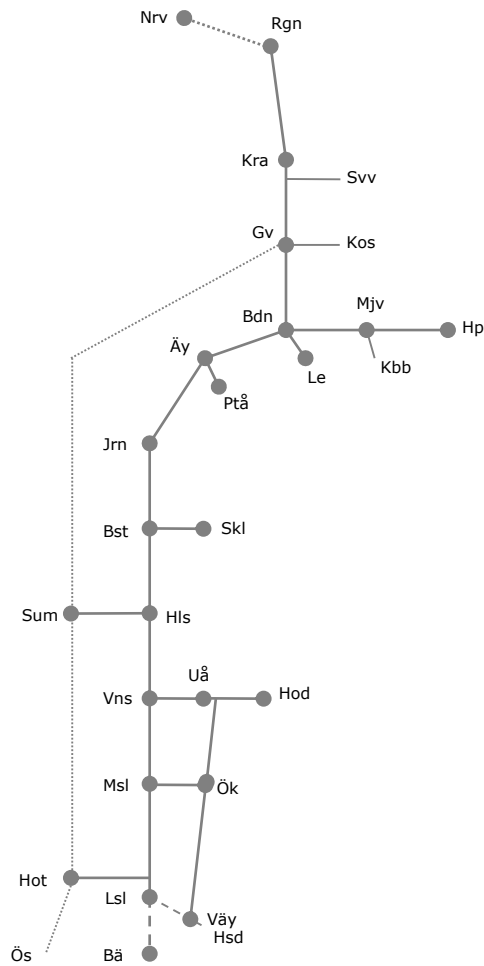 Nrv
Rgn
Kra
Svv
Gv
Kos
Bdn
Mjv
Hp
Äy
Kbb
Le
Ptå
Jrn
Bst
Skl
Sum
Hls
Uå
Vns
Hod
Msl
Ök
Hot
Lsl
Väy
Hsd
Ös
Bä